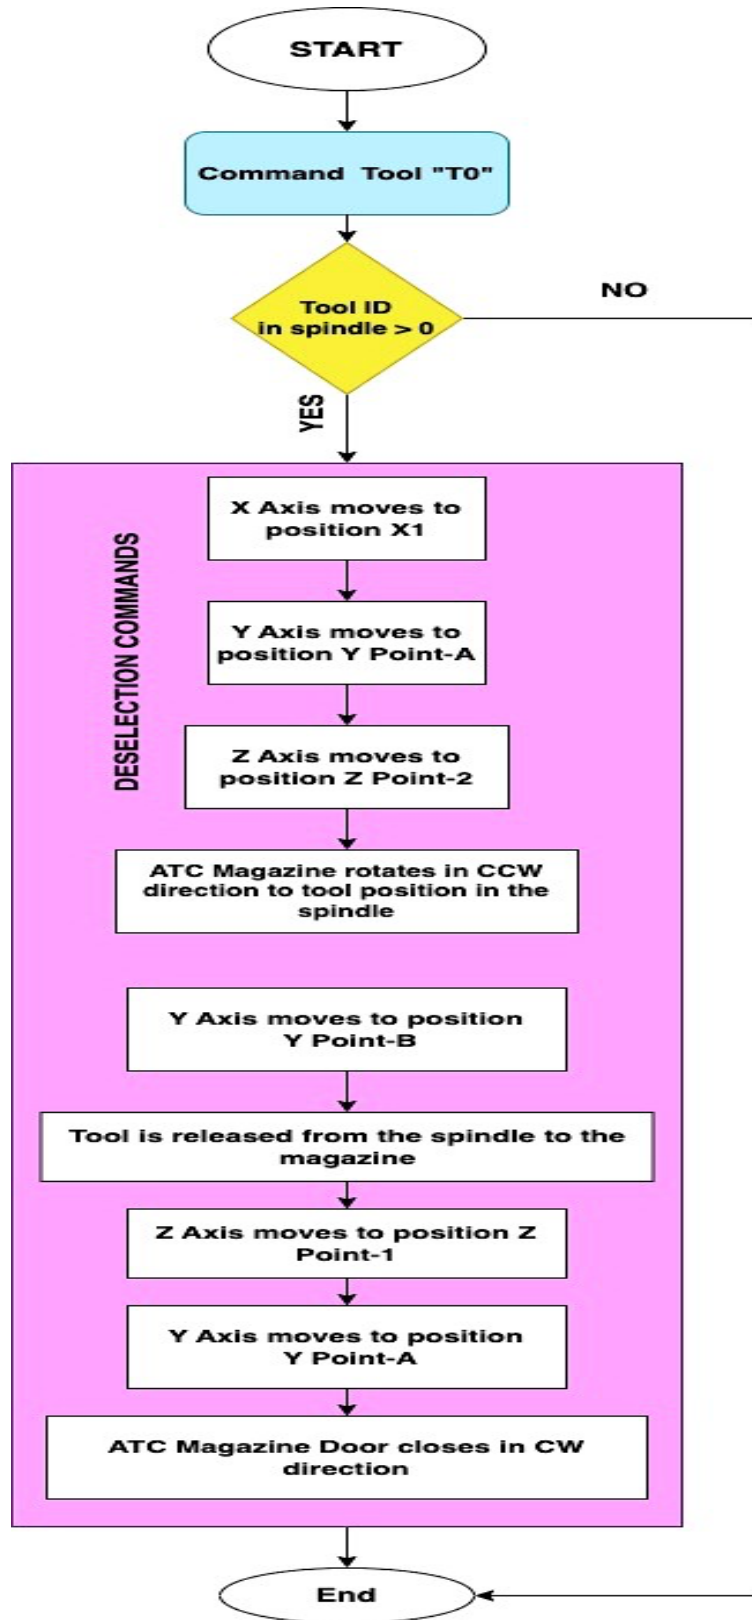 START
Command Tool "T0"
Tool ID
in spindle > 0
NO
YES
DESELECTION COMMANDS
X Axis moves to
position X1
Y Axis moves to
position Y Point-A
Z Axis moves to
position Z Point-2
ATC Magazine rotates in CCW
direction to tool position in the
spindle
Y Axis moves to position
Y Point-B
Tool is released from the spindle to the
magazine
Z Axis moves to position Z
Point-1
Y Axis moves to position
Y Point-A
ATC Magazine Door closes in CW
direction
End